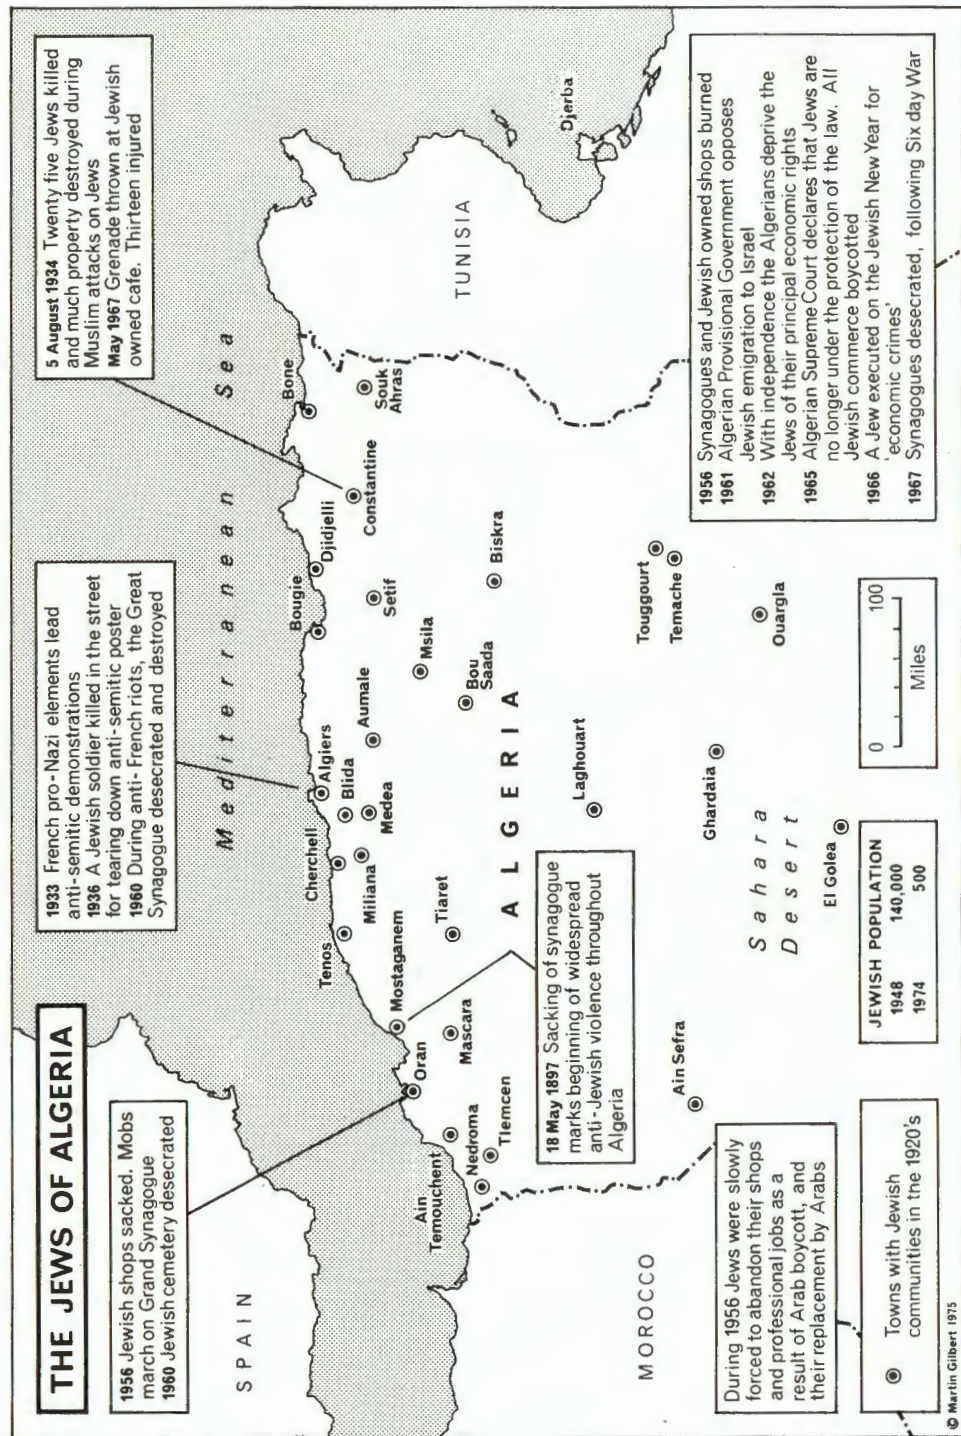 THE JEWS OF ALGERIA
1956 Jewish shops sacked. Mobs
march on Grand Synagogue
1960 Jewish cemetery desecrated
1933 French pro-Nazi elements lead
anti-semitic demonstrations
1936 A Jewish soldier killed in the street
for tearing down anti-semitic poster
1960 During anti-French riots, the Great
Synagogue desecrated and destroyed
5 August 1934 Twenty five Jews killed
and much property destroyed during
Muslim attacks on Jews
May 1967 Grenade thrown at Jewish
owned cafe. Thirteen injured
SPAIN
Mediterranean Sea
Tenos
Cherchell
Algiers
Blida
Bougie
Djidjelli
Bone
Mostaganem
Miliana
Medea
Aumale
Setif
Constantine
Souk
Ahras
TUNISIA
Djerba
Oran
Mascara
Tiaret
Msila
Bou
Saada
Biskra
Ain
Temouchent
Nedroma
Tlemcen
ALGERIA
18 May 1897 Sacking of synagogue
marks beginning of widespread
anti-Jewish violence throughout
Algeria
Laghouart
Touggourt
Temache
MOROCCO
Ain Sefra
Ghardaia
Ouargla
Sahara
Desert
El Golea
During 1956 Jews were slowly
forced to abandon their shops
and professional jobs as a
result of Arab boycott, and
their replacement by Arabs
1956 Synagogues and Jewish owned shops burned
1961 Algerian Provisional Government opposes
Jewish emigration to Israel
1962 With independence the Algerians deprive the
Jews of their principal economic rights
1965 Algerian Supreme Court declares that Jews are
no longer under the protection of the law. All
Jewish commerce boycotted
1966 A Jew executed on the Jewish New Year for
'economic crimes'
1967 Synagogues desecrated, following Six day War
Towns with Jewish
communities in the 1920's
JEWISH POPULATION
1948 140,000
1974 500
0 100
Miles
© Martin Gilbert 1975